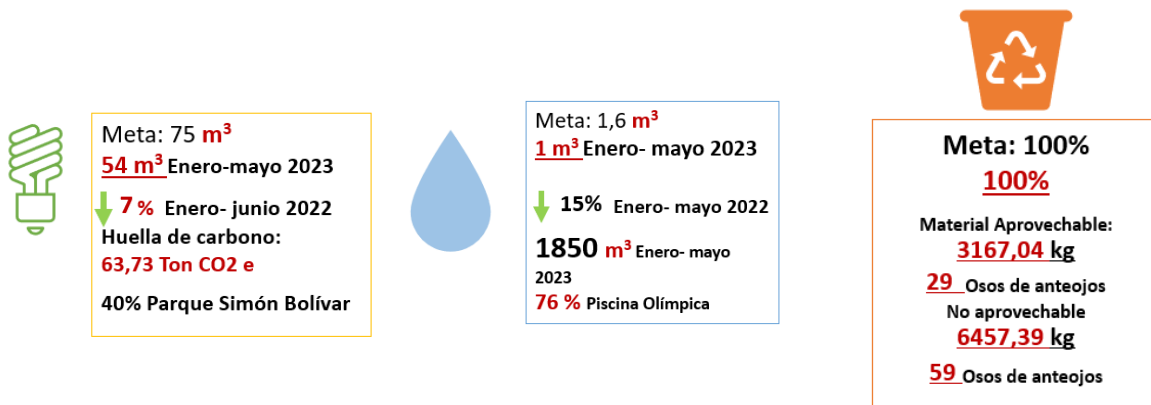 Meta: 75 m³
54 m³ Enero-mayo 2023
7 % Enero- junio 2022
Huella de carbono:
63,73 Ton CO2 e
40% Parque Simón Bolívar
Meta: 1,6 m³
1 m³ Enero- mayo 2023
15% Enero- mayo 2022
1850 m³ Enero- mayo
2023
76 % Piscina Olímpica
Meta: 100%
100%
Material Aprovechable:
3167,04 kg
29 Osos de anteojos
No aprovechable
6457,39 kg
59 Osos de anteojos